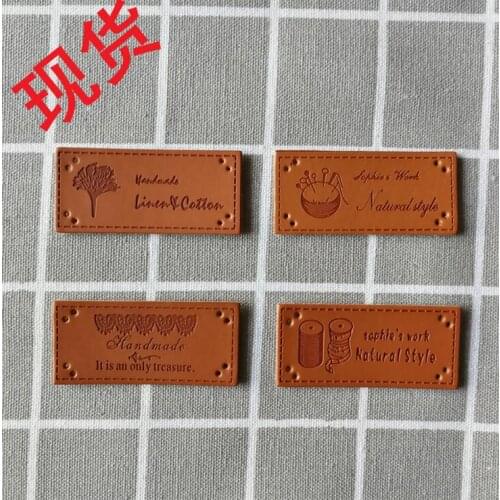 现货
Handmade
Linen&Cotton
Sophie's Work
Natural style
Handmade
It is an only treasure.
sophie's work
Natural Style